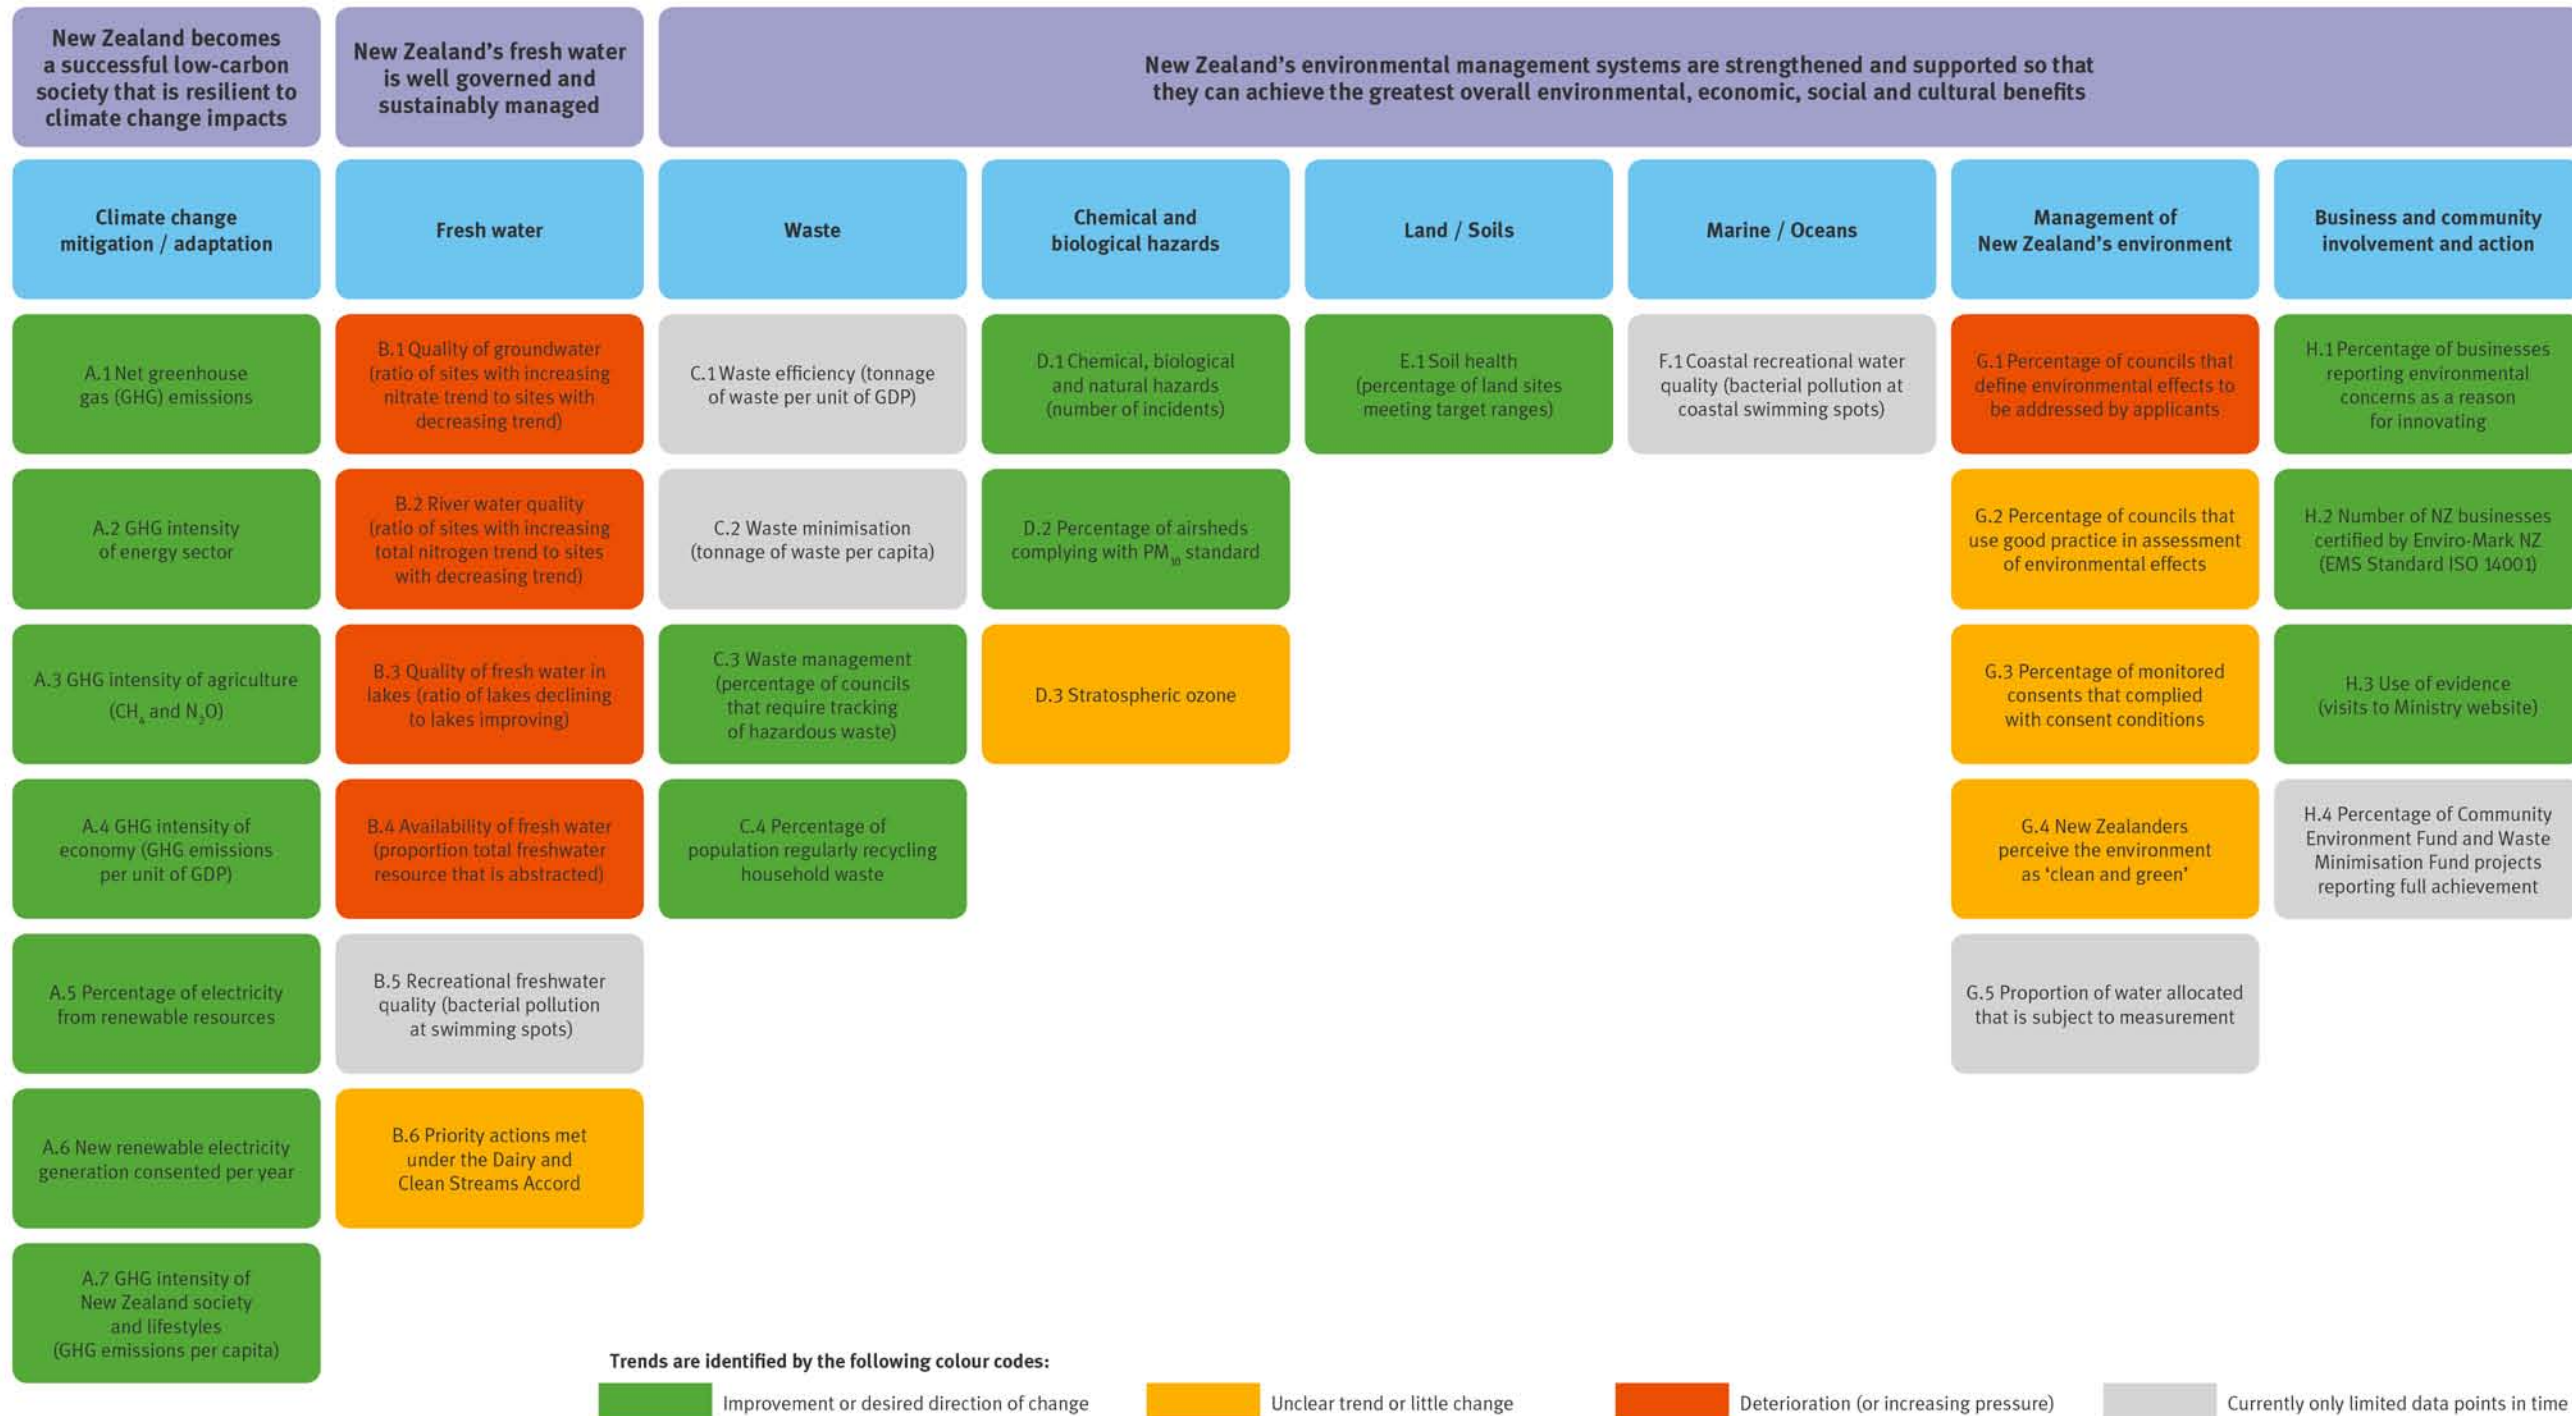 New Zealand becomes
a successful low-carbon
society that is resilient to
climate change impacts
New Zealand’s fresh water
is well governed and
sustainably managed
New Zealand’s environmental management systems are strengthened and supported so that
they can achieve the greatest overall environmental, economic, social and cultural benefits
Climate change
mitigation / adaptation
Fresh water
Waste
Chemical and
biological hazards
Land / Soils
Marine / Oceans
Management of
New Zealand’s environment
Business and community
involvement and action
A.1 Net greenhouse
gas (GHG) emissions
B.1 Quality of groundwater
(ratio of sites with increasing
nitrate trend to sites with
decreasing trend)
C.1 Waste efficiency (tonnage
of waste per unit of GDP)
D.1 Chemical, biological
and natural hazards
(number of incidents)
E.1 Soil health
(percentage of land sites
meeting target ranges)
F.1 Coastal recreational water
quality (bacterial pollution at
coastal swimming spots)
G.1 Percentage of councils that
define environmental effects to
be addressed by applicants
H.1 Percentage of businesses
reporting environmental
concerns as a reason
for innovating
A.2 GHG intensity
of energy sector
B.2 River water quality
(ratio of sites with increasing
total nitrogen trend to sites
with decreasing trend)
C.2 Waste minimisation
(tonnage of waste per capita)
D.2 Percentage of airsheds
complying with PM₁₀ standard
G.2 Percentage of councils that
use good practice in assessment
of environmental effects
H.2 Number of NZ businesses
certified by Enviro-Mark NZ
(EMS Standard ISO 14001)
A.3 GHG intensity of agriculture
(CH₄ and N₂O)
B.3 Quality of fresh water in
lakes (ratio of lakes declining
to lakes improving)
C.3 Waste management
(percentage of councils
that require tracking
of hazardous waste)
D.3 Stratospheric ozone
G.3 Percentage of monitored
consents that complied
with consent conditions
H.3 Use of evidence
(visits to Ministry website)
A.4 GHG intensity of
economy (GHG emissions
per unit of GDP)
B.4 Availability of fresh water
(proportion total freshwater
resource that is abstracted)
C.4 Percentage of
population regularly recycling
household waste
G.4 New Zealanders
perceive the environment
as ‘clean and green’
H.4 Percentage of Community
Environment Fund and Waste
Minimisation Fund projects
reporting full achievement
A.5 Percentage of electricity
from renewable resources
B.5 Recreational freshwater
quality (bacterial pollution
at swimming spots)
G.5 Proportion of water allocated
that is subject to measurement
A.6 New renewable electricity
generation consented per year
B.6 Priority actions met
under the Dairy and
Clean Streams Accord
A.7 GHG intensity of
New Zealand society
and lifestyles
(GHG emissions per capita)
Trends are identified by the following colour codes:
Improvement or desired direction of change
Unclear trend or little change
Deterioration (or increasing pressure)
Currently only limited data points in time